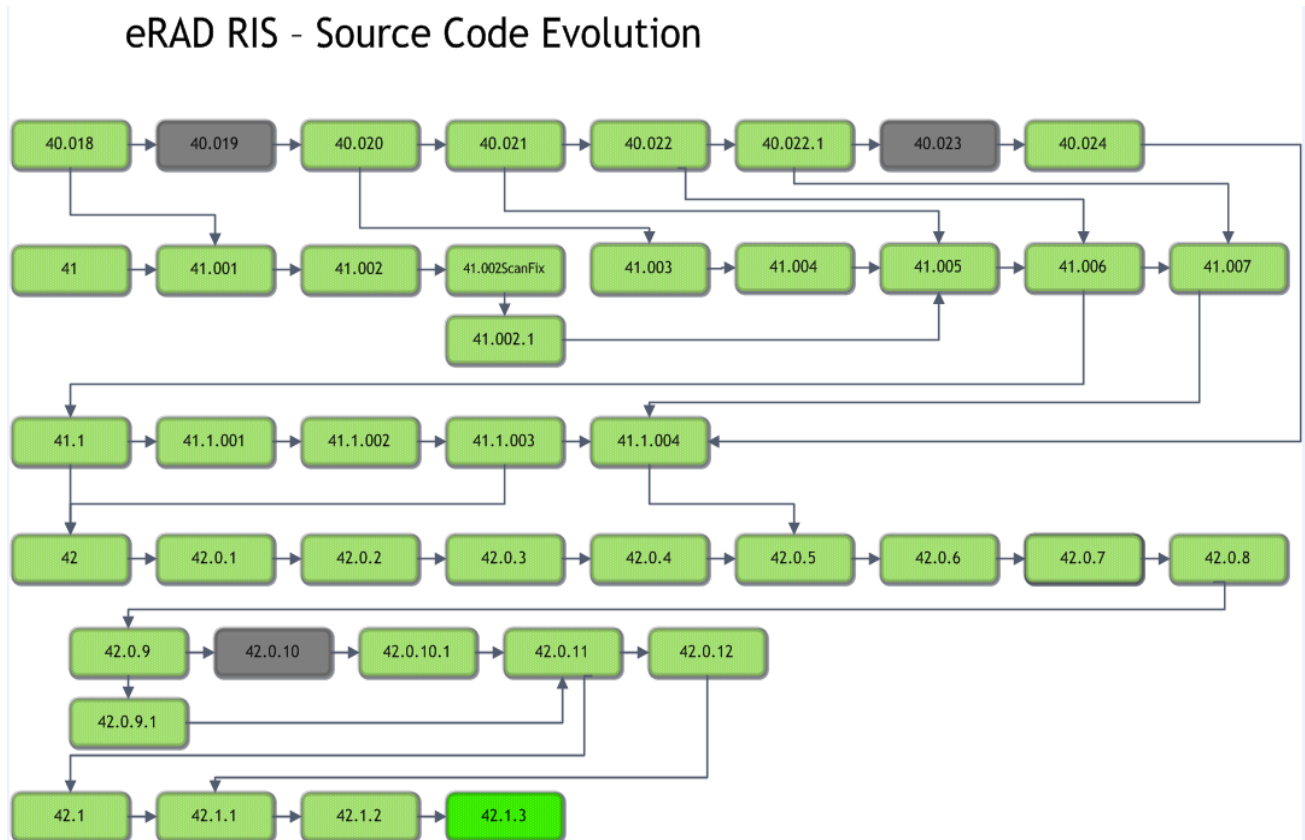 eRAD RIS – Source Code Evolution
40.018 40.019 40.020 40.021 40.022 40.022.1 40.023 40.024
41 41.001 41.002 41.002ScanFix 41.003 41.004 41.005 41.006 41.007
41.002.1
41.1 41.1.001 41.1.002 41.1.003 41.1.004
42 42.0.1 42.0.2 42.0.3 42.0.4 42.0.5 42.0.6 42.0.7 42.0.8
42.0.9 42.0.10 42.0.10.1 42.0.11 42.0.12
42.0.9.1
42.1 42.1.1 42.1.2 42.1.3